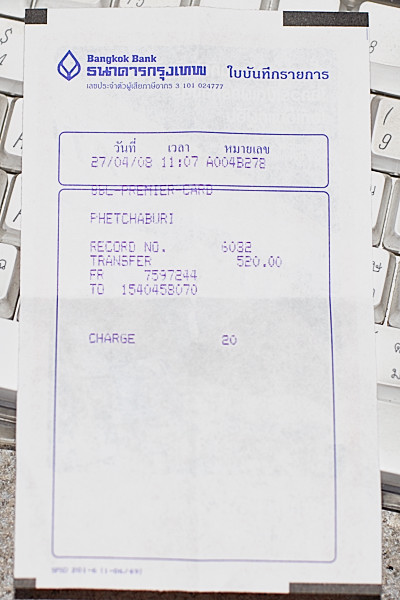 Bangkok Bank
ธนาคารกรุงเทพ ใบบันทึกรายการ
เลขประจำตัวผู้เสียภาษีอากร 3 101 024777
วันที่ เวลา หมายเลข
27/04/08 11:07 A004B278
BBL-PREMIER-CARD
PHETCHABURI
RECORD NO. 6032
TRANSFER 520.00
FR 7597244
TO 1540458070
CHARGE 20